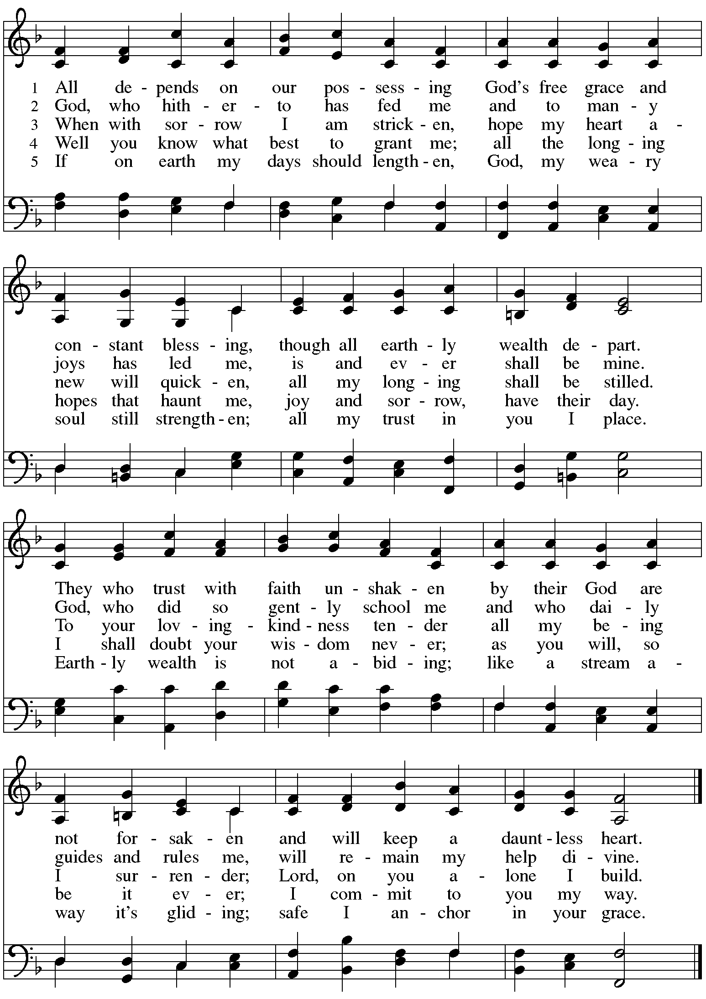 1 All de - pends on our pos - sess - ing God's free grace and
2 God, who hith - er - to has fed me and to man - y
3 When with sor - row I am strick - en, hope my heart a -
4 Well you know what best to grant me; all the long - ing
5 If on earth my days should length - en, God, my wea - ry
con - stant bless - ing, though all earth - ly wealth de - part.
joys has led me, is and ev - er shall be mine.
new will quick - en, all my long - ing shall be stilled.
hopes that haunt me, joy and sor - row, have their day.
soul still strength - en; all my trust in you I place.
They who trust with faith un - shak - en by their God are
God, who did so gent - ly school me and who dai - ly
To your lov - ing - kind - ness ten - der all my be - ing
I shall doubt your wis - dom nev - er; as you will, so
Earth - ly wealth is not a - bid - ing; like a stream a -
not for - sak - en and will keep a daunt - less heart.
guides and rules me, will re - main my help di - vine.
I sur - ren - der; Lord, on you a - lone I build.
be it ev - er; I com - mit to you my way.
way it's glid - ing; safe I an - chor in your grace.